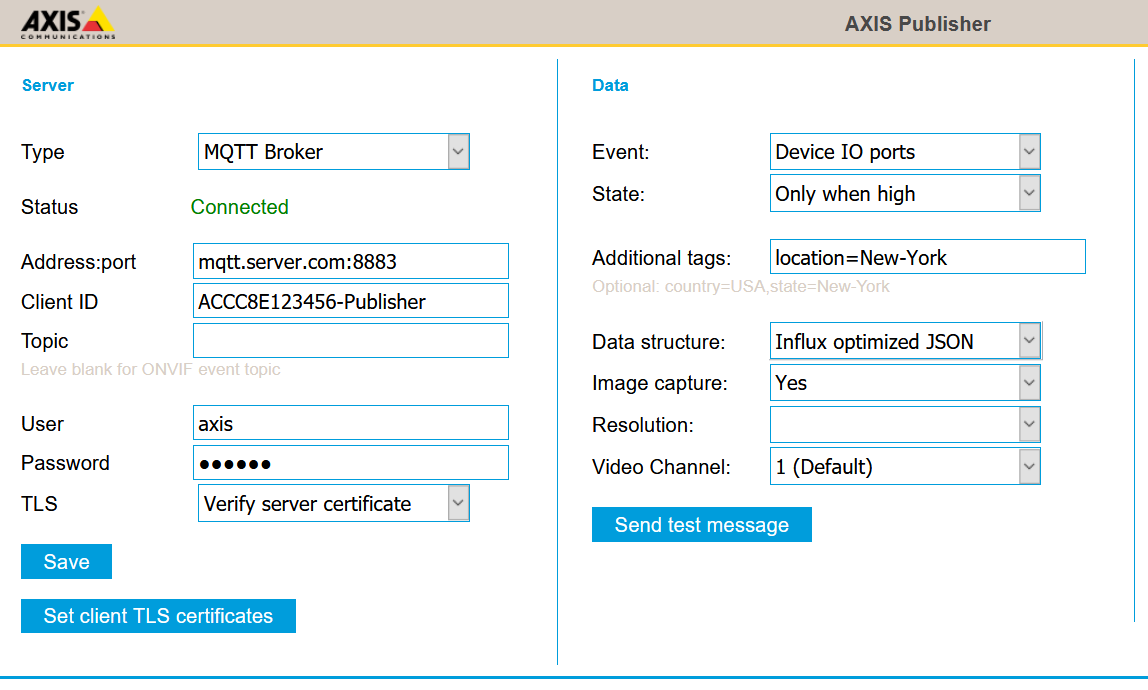 AXIS
COMMUNICATIONS
AXIS Publisher
Server
Type
MQTT Broker
Status
Connected
Address:port
mqtt.server.com:8883
Client ID
ACCC8E123456-Publisher
Topic
Leave blank for ONVIF event topic
User
axis
Password
●●●●●●
TLS
Verify server certificate
Save
Set client TLS certificates
Data
Event:
Device IO ports
State:
Only when high
Additional tags:
location=New-York
Optional: country=USA,state=New-York
Data structure:
Influx optimized JSON
Image capture:
Yes
Resolution:
Video Channel:
1 (Default)
Send test message